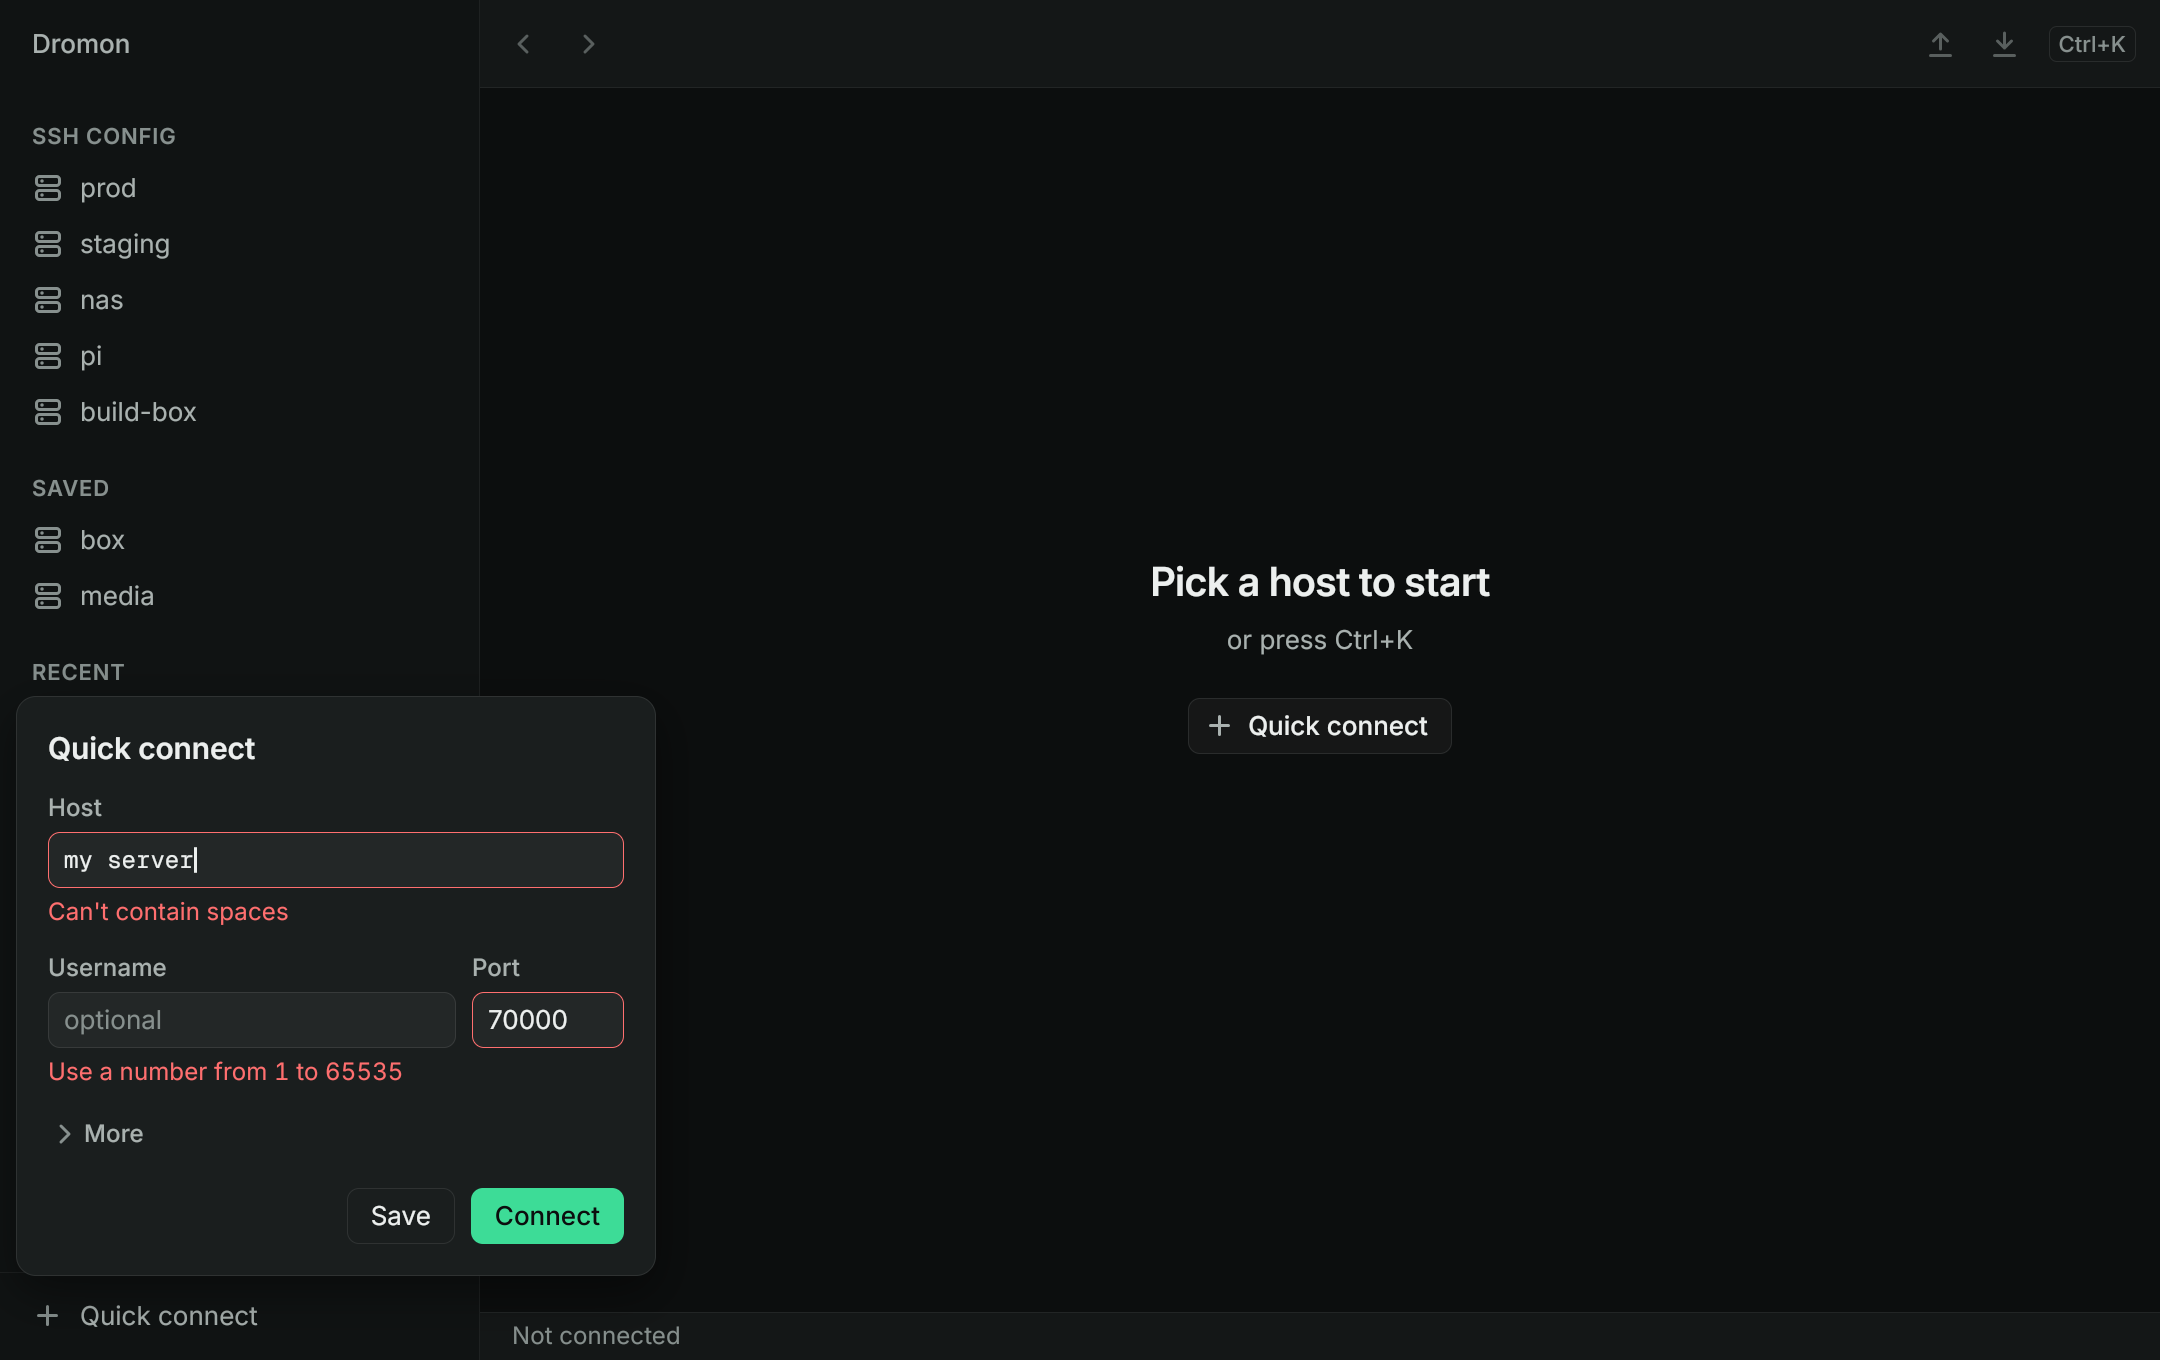 Dromon
Ctrl+K
SSH CONFIG
prod
staging
nas
pi
build-box
SAVED
box
media
RECENT
Quick connect
Host
my server
Can't contain spaces
Username
Port
optional
70000
Use a number from 1 to 65535
More
Save
Connect
Quick connect
Pick a host to start
or press Ctrl+K
Quick connect
Not connected